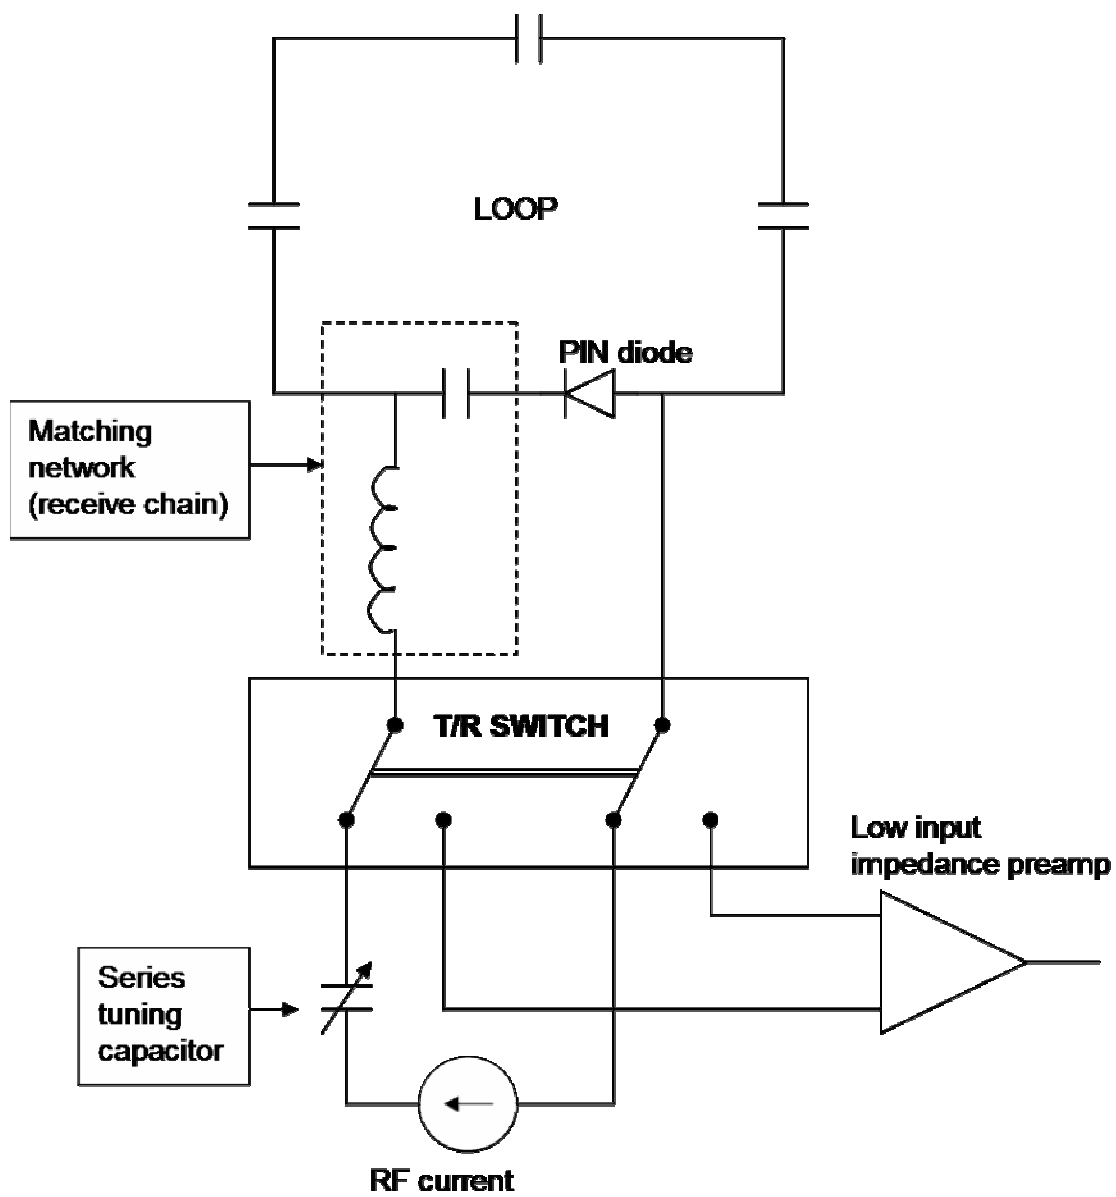 LOOP
PIN diode
Matching
network
(receive chain)
T/R SWITCH
Low input
impedance preamp
Series
tuning
capacitor
RF current